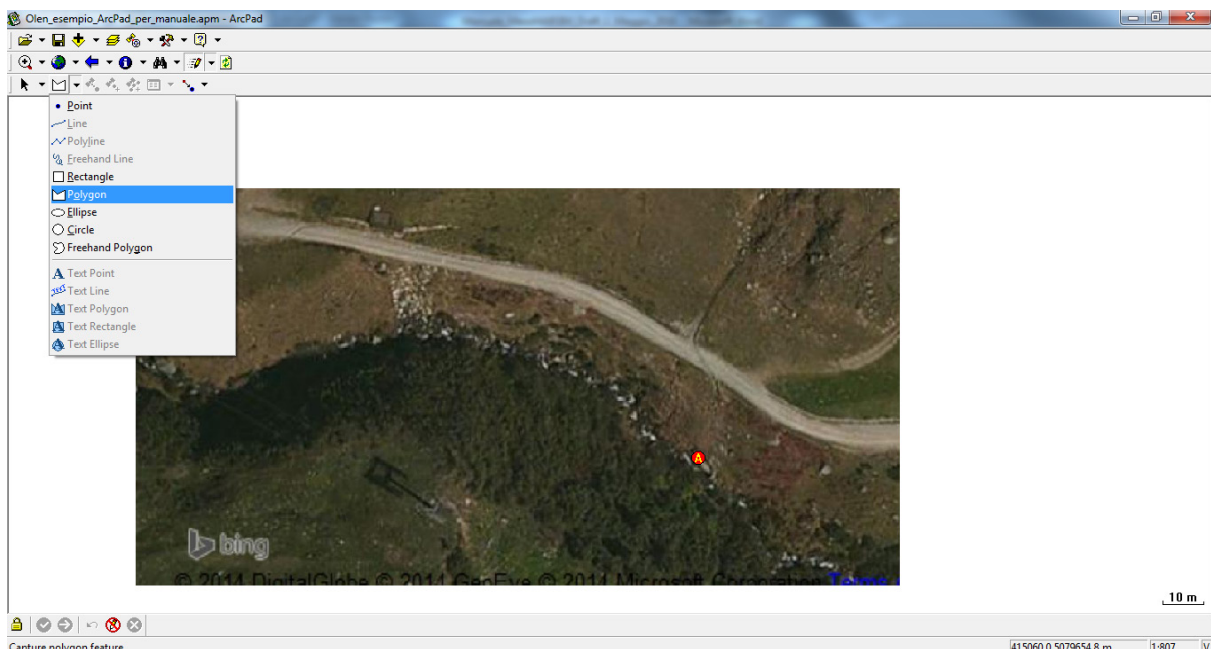 Olen_esempio_ArcPad_per_manuale.apm - ArcPad
Point
Line
Polyline
Freehand Line
Rectangle
Polygon
Ellipse
Circle
Freehand Polygon
Text Point
Text Line
Text Polygon
Text Rectangle
Text Ellipse
A
bing
© 2014 DigitalGlobe © 2014 GeoEye © 2014 Microsoft Corporation Terms
10 m
Capture polygon feature
415060.0 5079654.8 m 1:807 V